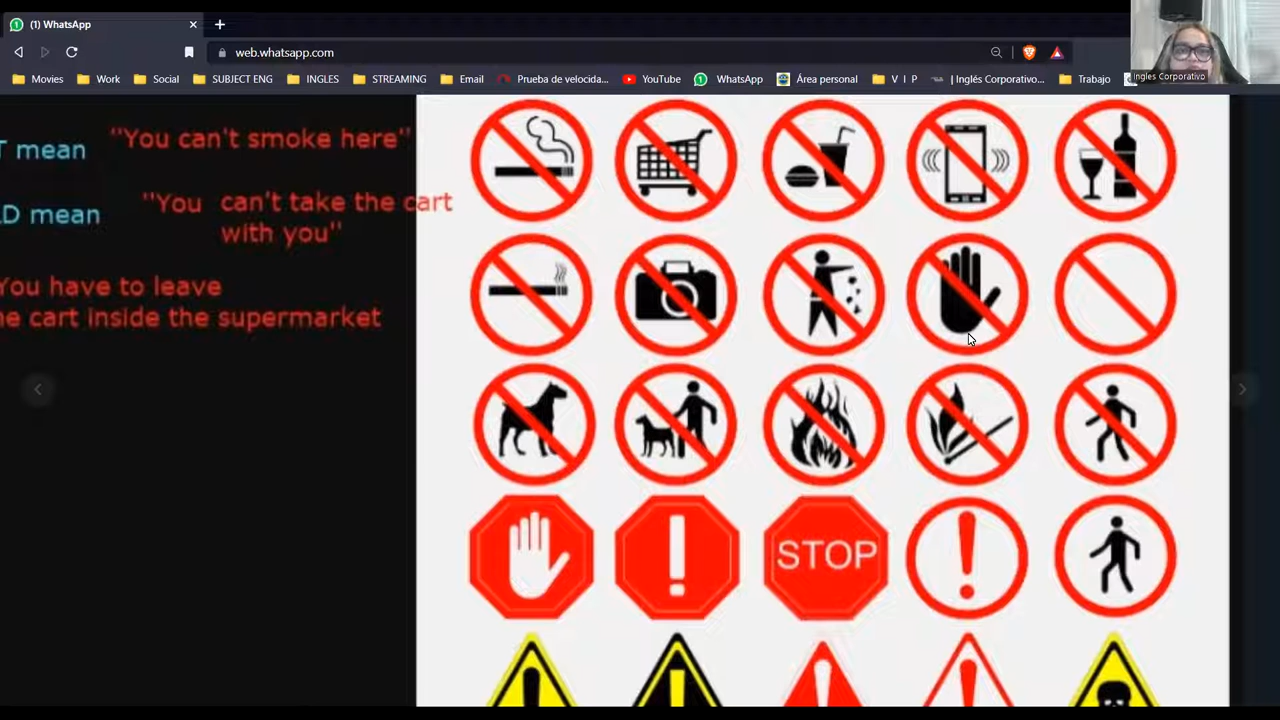 (1) WhatsApp
web.whatsapp.com
Movies Work Social SUBJECT ENG INGLES STREAMING Email Prueba de velocida... YouTube WhatsApp Área personal V I P | Inglés Corporativo... Trabajo
Ingles Corporativo
T mean "You can't smoke here"
LD mean "You can't take the cart
with you"
You have to leave
he cart inside the supermarket
STOP